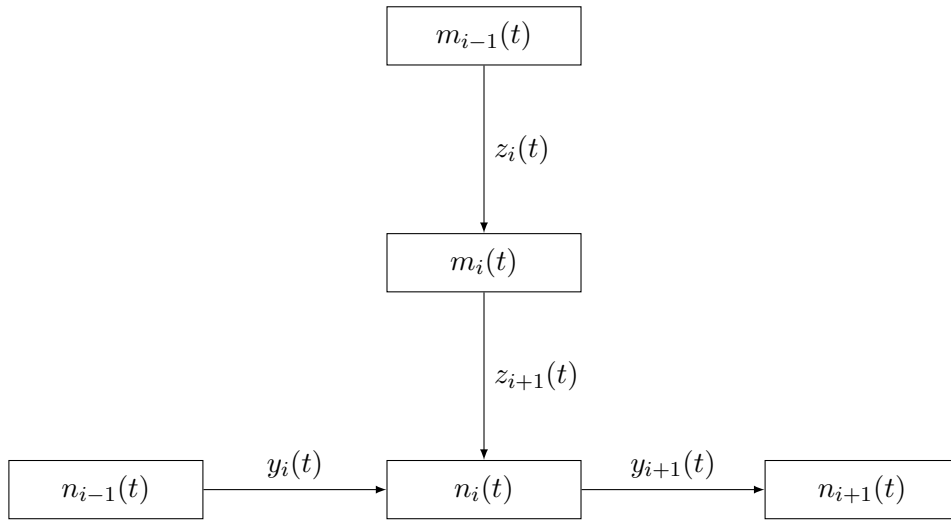 m_{i−1}(t)
z_i(t)
m_i(t)
z_{i+1}(t)
n_{i−1}(t) y_i(t) n_i(t) y_{i+1}(t) n_{i+1}(t)